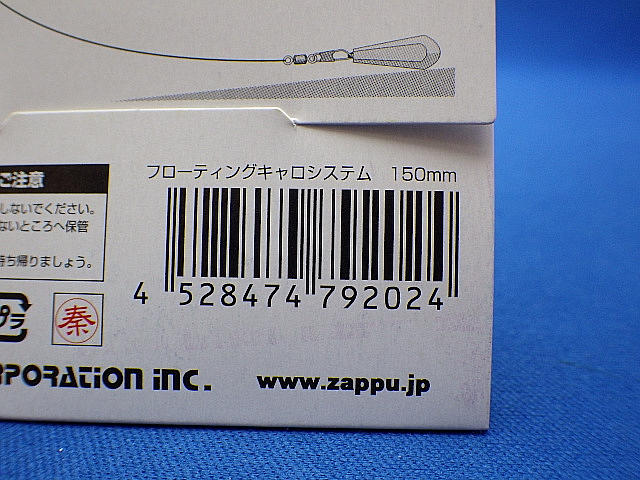 ご注意
しないでください。
ないところへ保管
持ち帰りましょう。
フローティングキャロシステム 150mm
4 528474 792024
プラ
秦
RPORATION INC.
www.zappu.jp